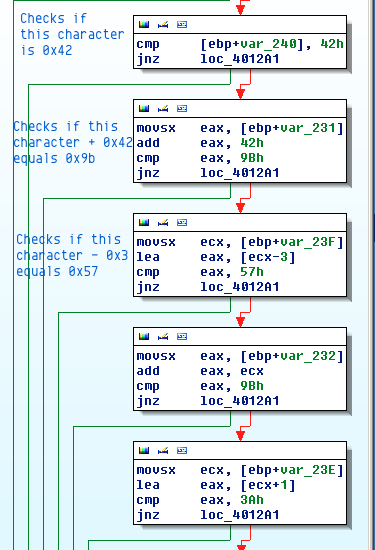 Checks if
this character
is 0x42
cmp [ebp+var_240], 42h
jnz loc_4012A1
Checks if this
character + 0x42
equals 0x9b
movsx eax, [ebp+var_231]
add eax, 42h
cmp eax, 9Bh
jnz loc_4012A1
Checks if this
character - 0x3
equals 0x57
movsx ecx, [ebp+var_23F]
lea eax, [ecx-3]
cmp eax, 57h
jnz loc_4012A1
movsx eax, [ebp+var_232]
add eax, ecx
cmp eax, 9Bh
jnz loc_4012A1
movsx ecx, [ebp+var_23E]
lea eax, [ecx+1]
cmp eax, 3Ah
jnz loc_4012A1